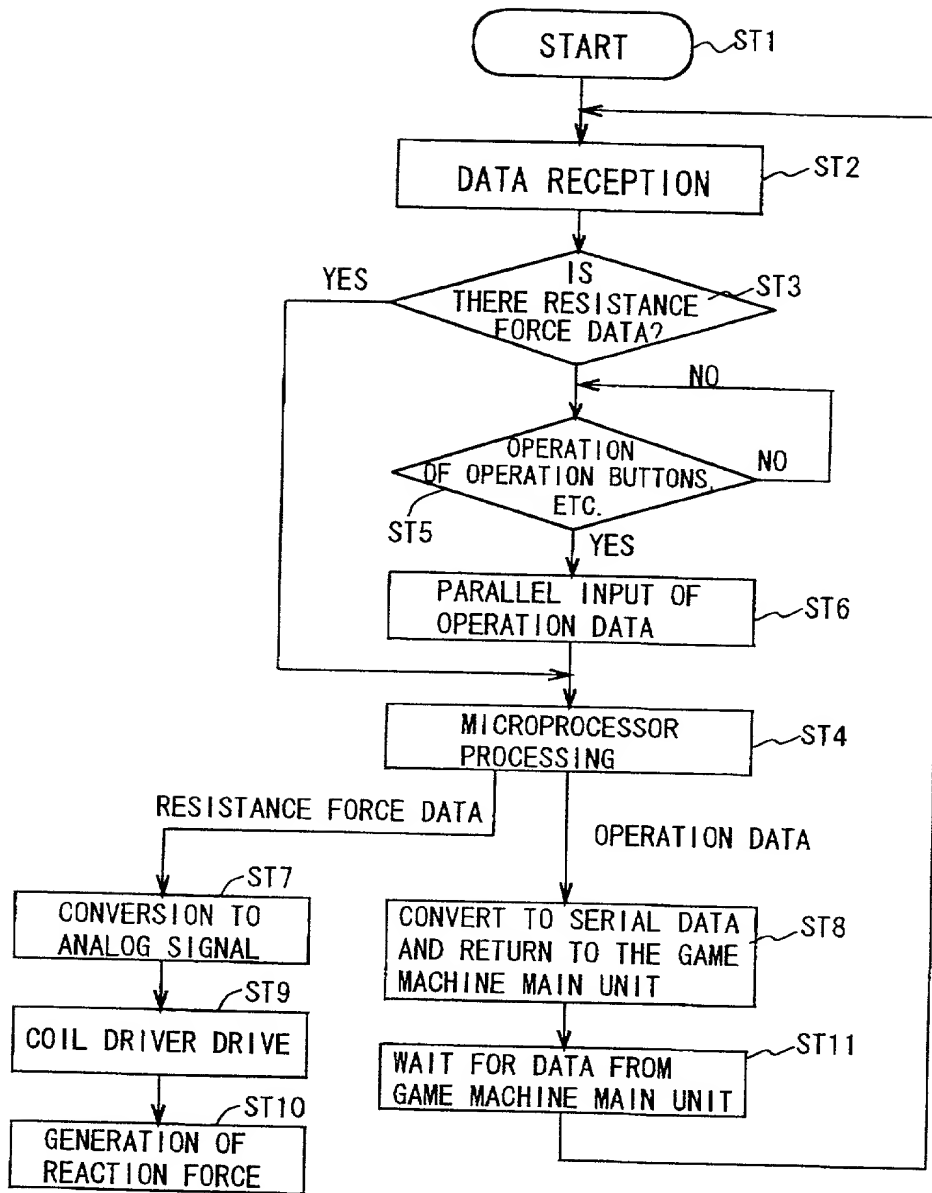 START
ST1
DATA RECEPTION
ST2
YES
IS
THERE RESISTANCE
FORCE DATA?
ST3
NO
OPERATION
OF OPERATION BUTTONS,
ETC.
NO
ST5
YES
PARALLEL INPUT OF
OPERATION DATA
ST6
MICROPROCESSOR
PROCESSING
ST4
RESISTANCE FORCE DATA
OPERATION DATA
ST7
CONVERSION TO
ANALOG SIGNAL
CONVERT TO SERIAL DATA
AND RETURN TO THE GAME
MACHINE MAIN UNIT
ST8
ST9
COIL DRIVER DRIVE
WAIT FOR DATA FROM
GAME MACHINE MAIN UNIT
ST11
ST10
GENERATION OF
REACTION FORCE